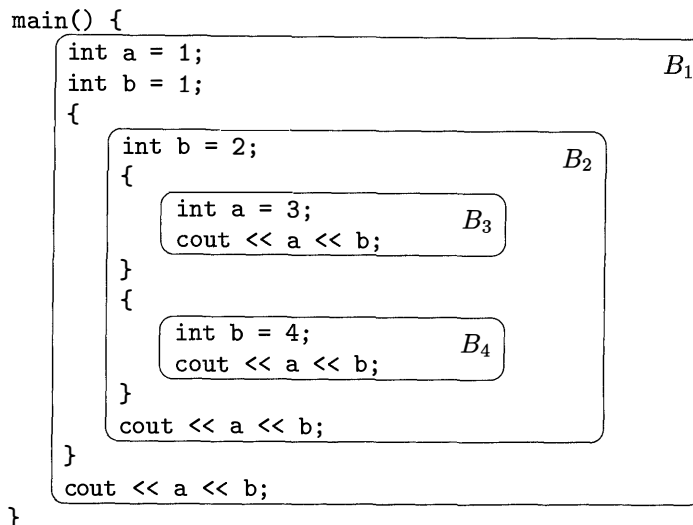 main() {
int a = 1; B₁
int b = 1;
{
int b = 2; B₂
{
int a = 3; B₃
cout << a << b;
}
{
int b = 4; B₄
cout << a << b;
}
cout << a << b;
}
cout << a << b;
}